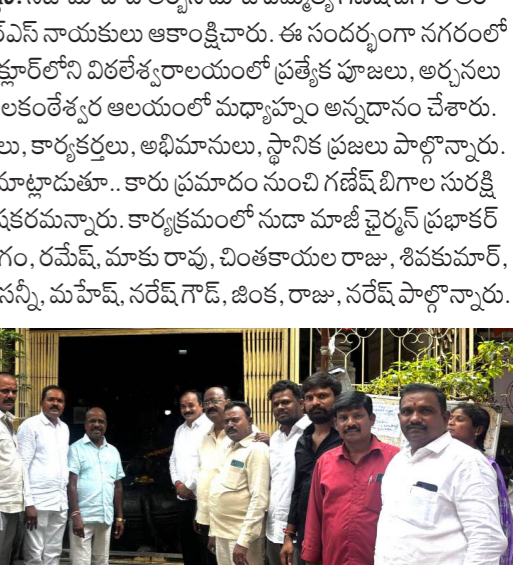 ర్ఎస్ నాయకులు ఆకాంక్షించారు. ఈ సందర్భంగా నగరంలో
క్లూర్‌లోని విఠలేశ్వరాలయంలో ప్రత్యేక పూజలు, అర్చనలు
లకంఠేశ్వర ఆలయంలో మధ్యాహ్నం అన్నదానం చేశారు.
లు, కార్యకర్తలు, అభిమానులు, స్థానిక ప్రజలు పాల్గొన్నారు.
మాట్లాడుతూ.. కారు ప్రమాదం నుంచి గణేష్ బిగాల సురక్షి
షకరమన్నారు. కార్యక్రమంలో నుడా మాజీ ఛైర్మన్ ప్రభాకర్
గం, రమేష్, మాకు రావు, చింతకాయల రాజు, శివకుమార్,
సన్నీ, మహేష్, నరేష్ గౌడ్, జింక, రాజు, నరేష్ పాల్గొన్నారు.